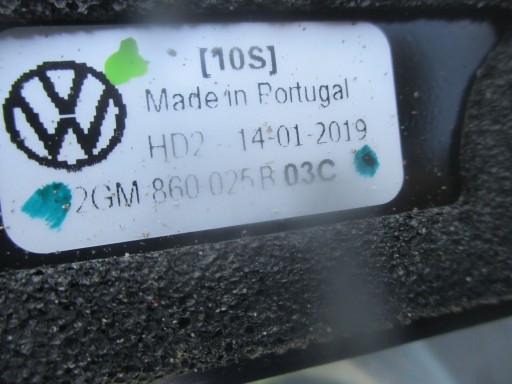 [10S]
Made in Portugal
HD2 - 14-01-2019
2GM 860 025 B 03C